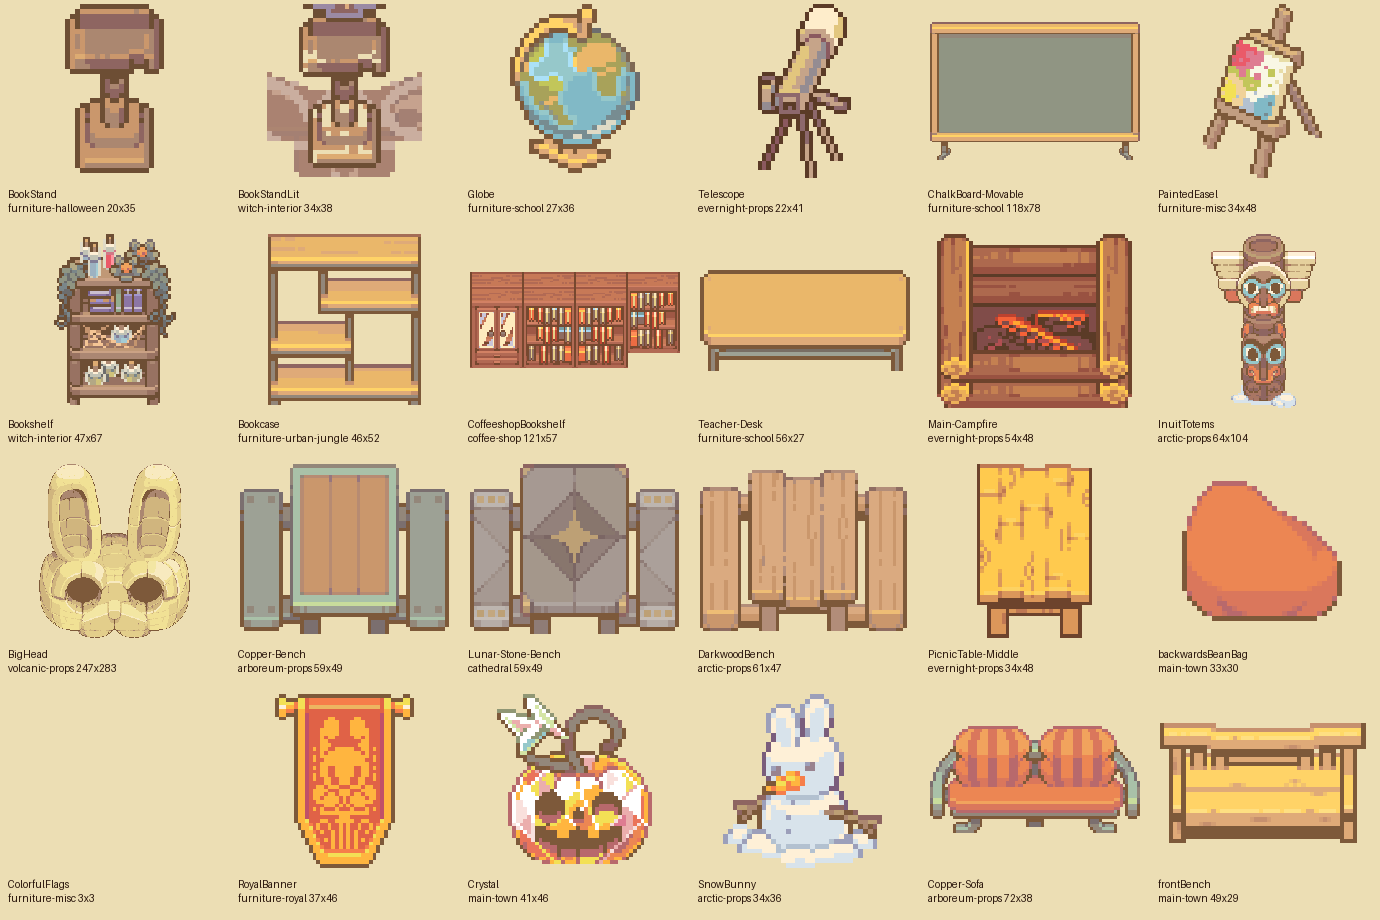 BookStand
furniture-halloween 20x35
BookStandLit
witch-interior 34x38
Globe
furniture-school 27x36
Telescope
evernight-props 22x41
ChalkBoard-Movable
furniture-school 118x78
PaintedEasel
furniture-misc 34x48
Bookshelf
witch-interior 47x67
Bookcase
furniture-urban-jungle 46x52
CoffeeshopBookshelf
coffee-shop 121x57
Teacher-Desk
furniture-school 56x27
Main-Campfire
evernight-props 54x48
InuitTotems
arctic-props 64x104
BigHead
volcanic-props 247x283
Copper-Bench
arboreum-props 59x49
Lunar-Stone-Bench
cathedral 59x49
DarkwoodBench
arctic-props 61x47
PicnicTable-Middle
evernight-props 34x48
backwardsBeanBag
main-town 33x30
ColorfulFlags
furniture-misc 3x3
RoyalBanner
furniture-royal 37x46
Crystal
main-town 41x46
SnowBunny
arctic-props 34x36
Copper-Sofa
arboreum-props 72x38
frontBench
main-town 49x29